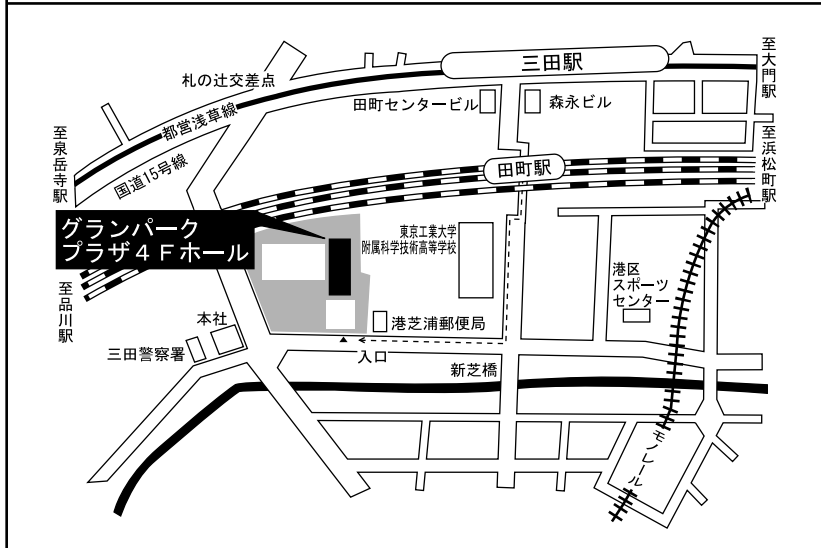 三田駅
至大門駅
札の辻交差点
田町センタービル
森永ビル
都営浅草線
至泉岳寺駅
国道15号線
田町駅
至浜松町駅
グランパーク
プラザ4Fホール
東京工業大学
附属科学技術高等学校
港区
スポーツ
センター
至品川駅
本社
港芝浦郵便局
三田警察署
入口
新芝橋
モノレール